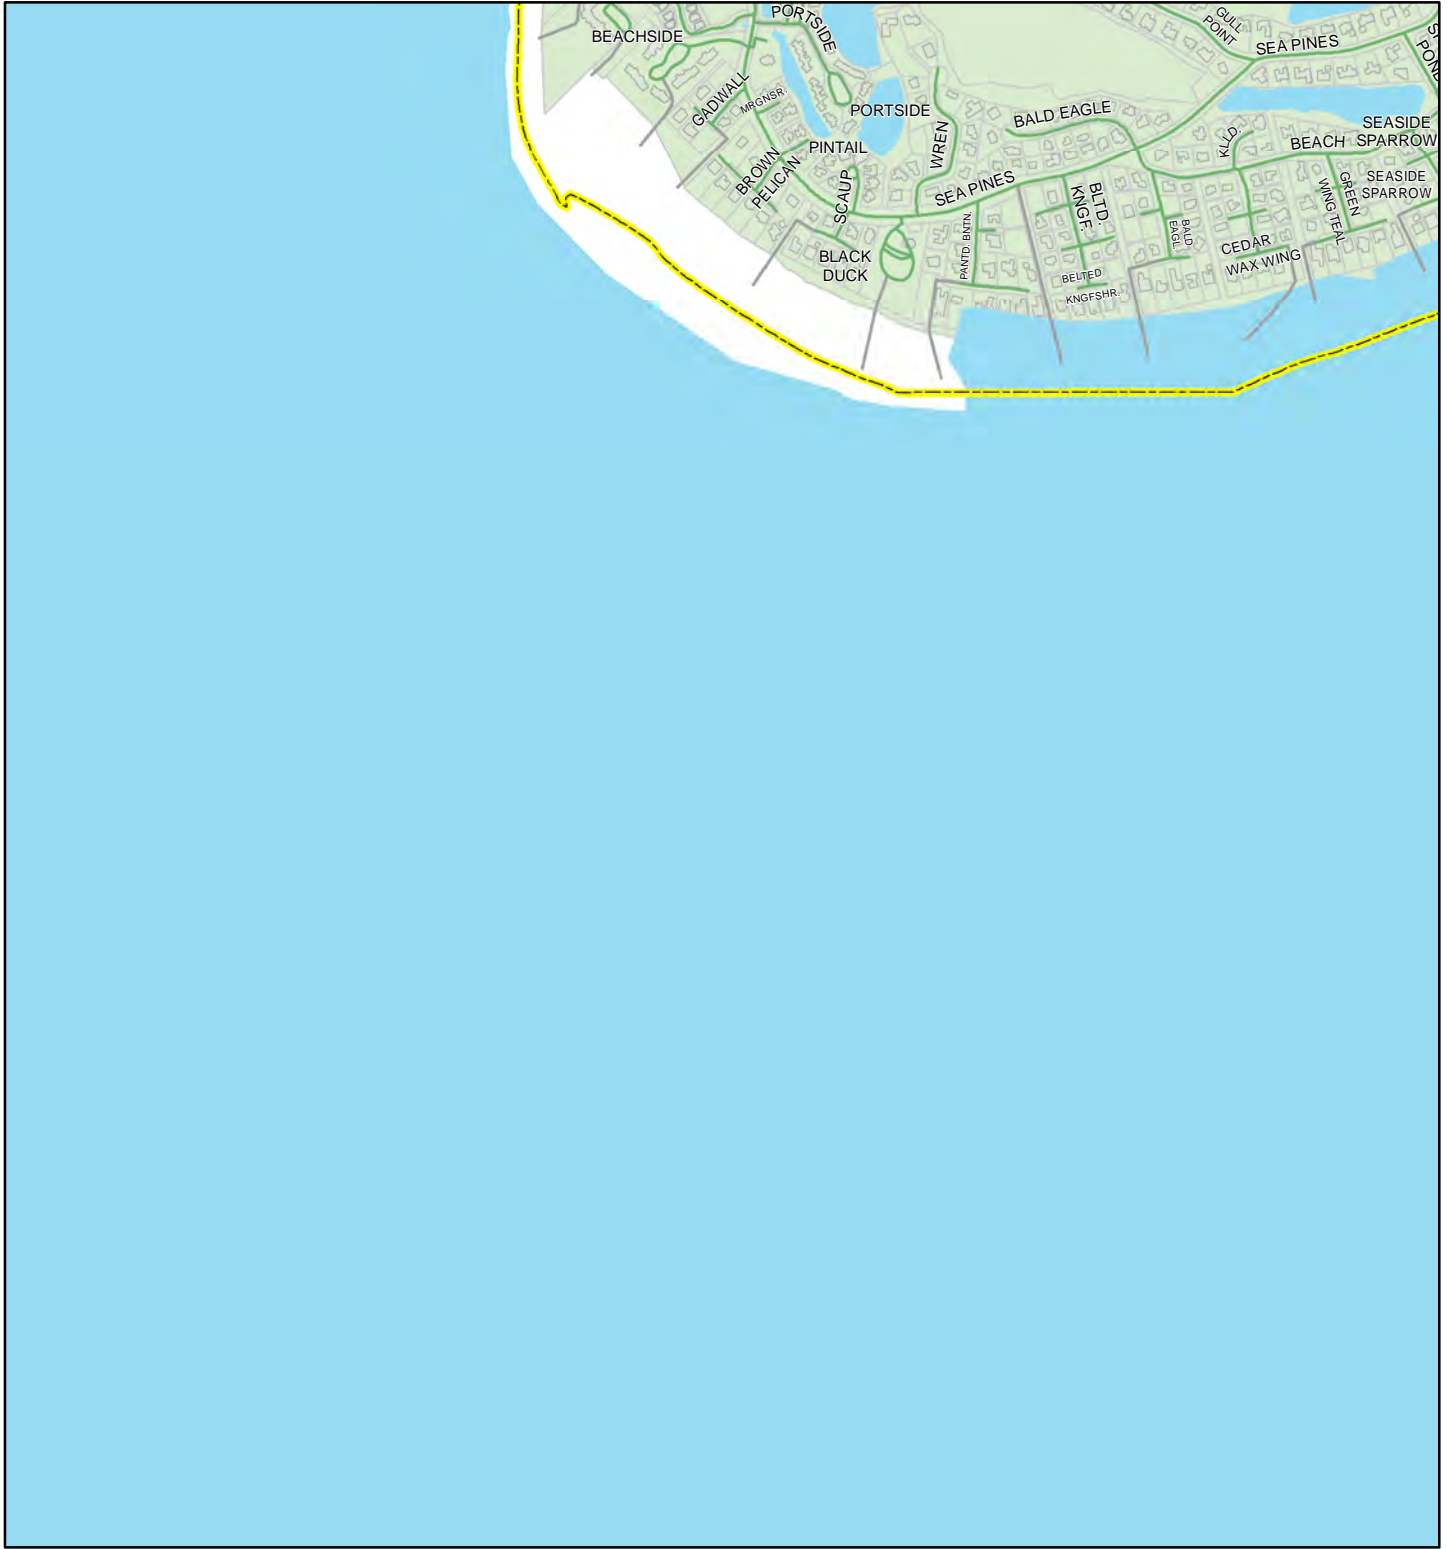 PORTSIDE
BEACHSIDE
GULL
POINT
SEA PINES
GADWALL
MRGNSR.
PORTSIDE
BALD EAGLE
WREN
PINTAIL
KLLD.
BEACH
SEASIDE
SPARROW
BROWN
PELICAN
SCAUP
SEA PINES
BLTD.
KNGF.
GREEN
WING TEAL
SEASIDE
SPARROW
PANTD. BNTN.
BALD
EAGL
CEDAR
WAX WING
BLACK
DUCK
BELTED
KNGFSHR.